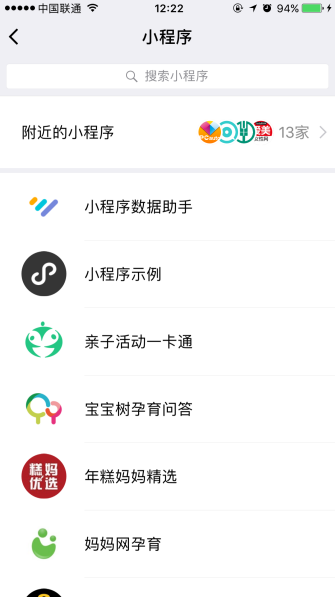 中国联通 12:22 94%
小程序
搜索小程序
附近的小程序 13家
小程序数据助手
小程序示例
亲子活动一卡通
宝宝树孕育问答
糕妈优选
年糕妈妈精选
妈妈网孕育